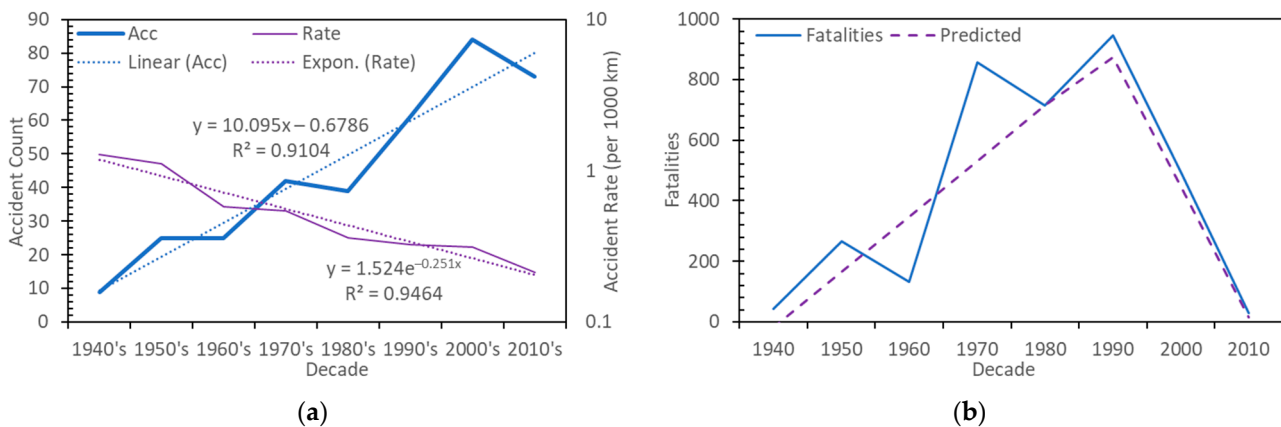 90
80
70
60
50
40
30
20
10
0
Accident Count
Acc
Rate
Linear (Acc)
Expon. (Rate)
y = 10.095x – 0.6786
R² = 0.9104
y = 1.524e^–0.251x
R² = 0.9464
10
1
0.1
Accident Rate (per 1000 km)
1940's 1950's 1960's 1970's 1980's 1990's 2000's 2010's
Decade
(a)
1000
800
600
400
200
0
Fatalities
Fatalities
Predicted
1940 1950 1960 1970 1980 1990 2000 2010
Decade
(b)